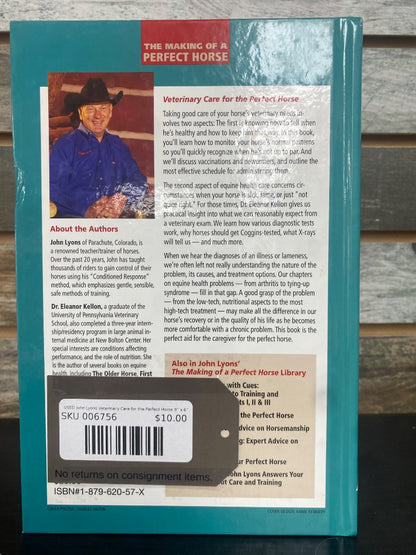 THE MAKING OF A
PERFECT HORSE
Veterinary Care for the Perfect Horse
Taking good care of your horse's veterinary needs in-
volves two aspects: The first is knowing how to tell when
he's healthy and how to keep him that way. In this book,
you'll learn how to monitor your horse's normal patterns
so you'll quickly recognize when he's not up to par. And
we'll discuss vaccinations and dewormers, and outline the
most effective schedule for administering them.
The second aspect of equine health care concerns cir-
cumstances when your horse is sick, lame, or just "not
quite right." For those times, Dr. Eleanor Kellon gives us
practical insight into what we can reasonably expect from
a veterinary exam. We learn how various diagnostic tests
work, why horses should get Coggins-tested, what X-rays
will tell us — and much more.
When we hear the diagnoses of an illness or lameness,
we're often left not really understanding the nature of the
problem, its causes, and treatment options. Our chapters
on equine health problems — from arthritis to tying-up
syndrome — fill in that gap. A good grasp of the problem
— from the low-tech, nutritional aspects to the most
high-tech treatment — may make all the difference in our
horse's recovery or in the quality of his life as he becomes
more comfortable with a chronic problem. This book is the
perfect aid for the caregiver for the perfect horse.
About the Authors
John Lyons of Parachute, Colorado, is
a renowned teacher/trainer of horses.
Over the past 20 years, John has taught
thousands of riders to gain control of their
horses using his "Conditioned Response"
method, which emphasizes gentle, sensible,
safe methods of training.
Dr. Eleanor Kellon, a graduate of the
University of Pennsylvania Veterinary
School, also completed a three year intern-
ship/residency program in large animal in-
ternal medicine at New Bolton Center. Her
special interests are conditions affecting
performance, and the role of nutrition. She
is the author of several books on equine
health, including The Older Horse, First
Also in John Lyons'
The Making of a Perfect Horse Library
with Cues:
to Training and
ts I, II & III
the Perfect Horse
Advice on Horsemanship
g: Expert Advice on
ur Perfect Horse
John Lyons Answers Your
out Care and Training
USED John Lyons Veterinary Care for the Perfect Horse 9" x 6"
SKU 006756
$10.00
No returns on consignment items.
ISBN#1-879-620-57-X